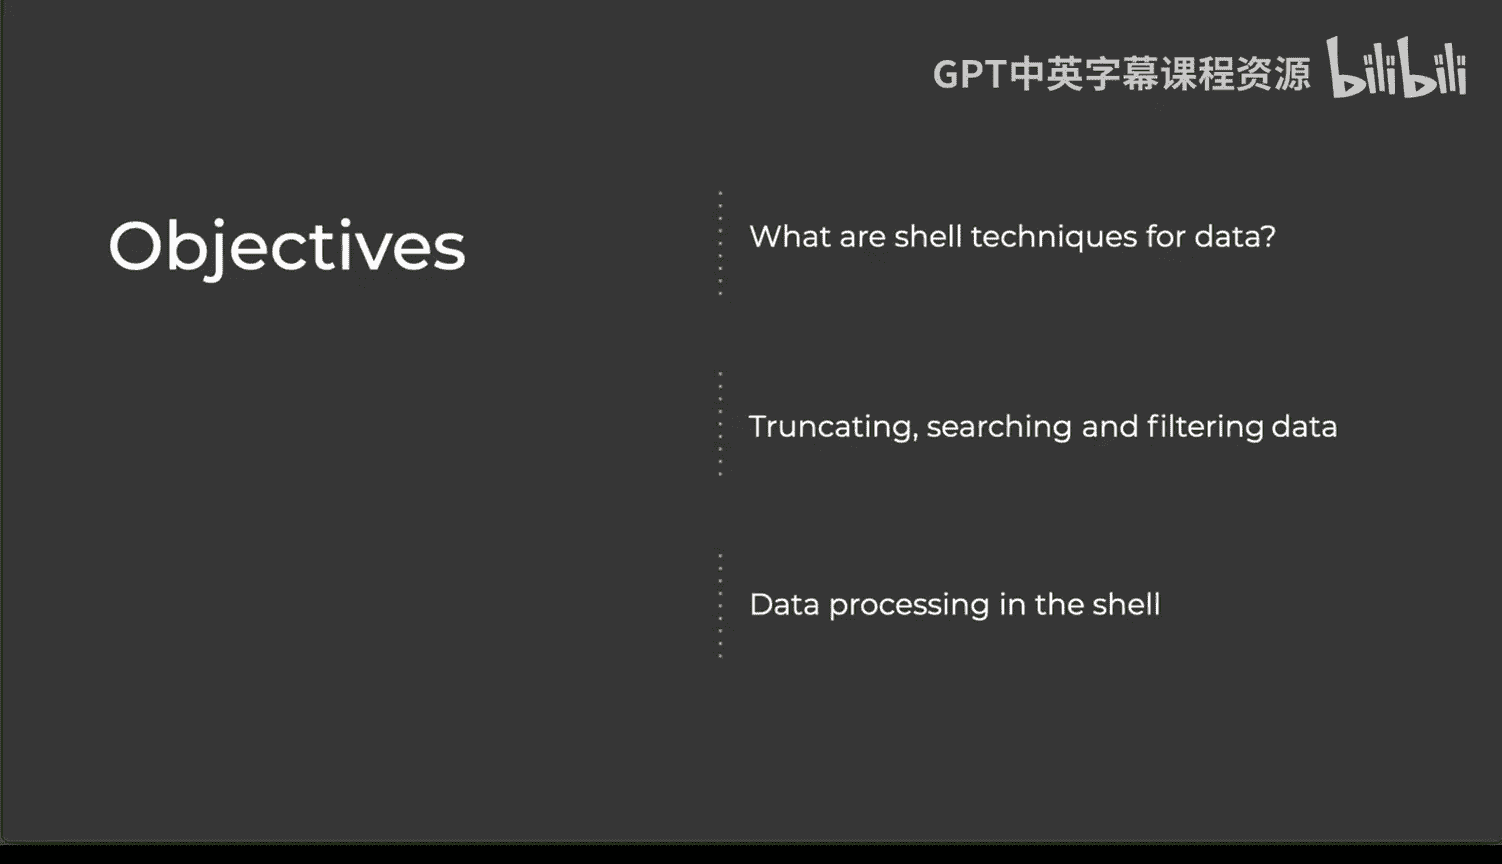 GPT中英字幕课程资源 bilibili
Objectives
What are shell techniques for data?
Truncating, searching and filtering data
Data processing in the shell